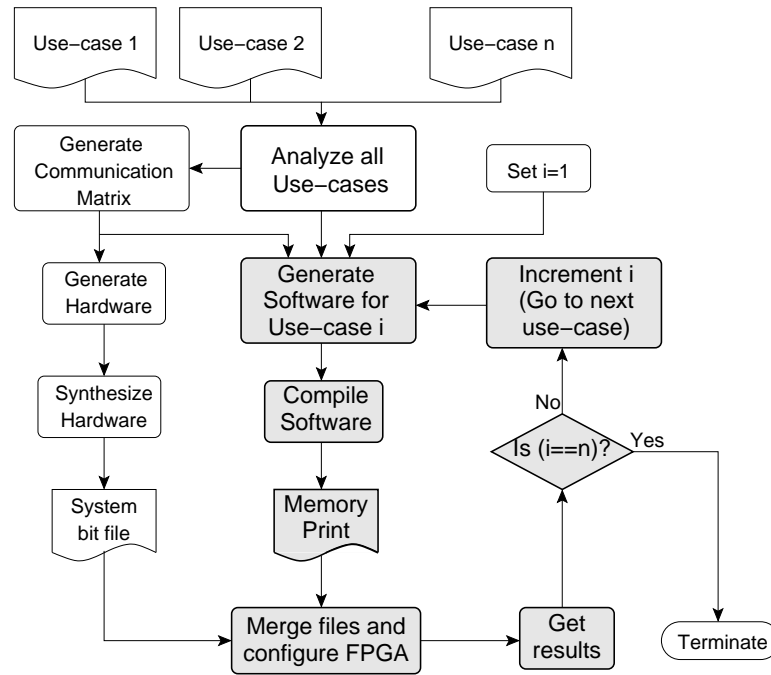 Use−case 1
Use−case 2
Use−case n
Generate
Communication
Matrix
Analyze all
Use−cases
Set i=1
Generate
Hardware
Generate
Software for
Use−case i
Increment i
(Go to next
use−case)
Synthesize
Hardware
Compile
Software
No
Is (i==n)?
Yes
System
bit file
Memory
Print
Merge files and
configure FPGA
Get
results
Terminate